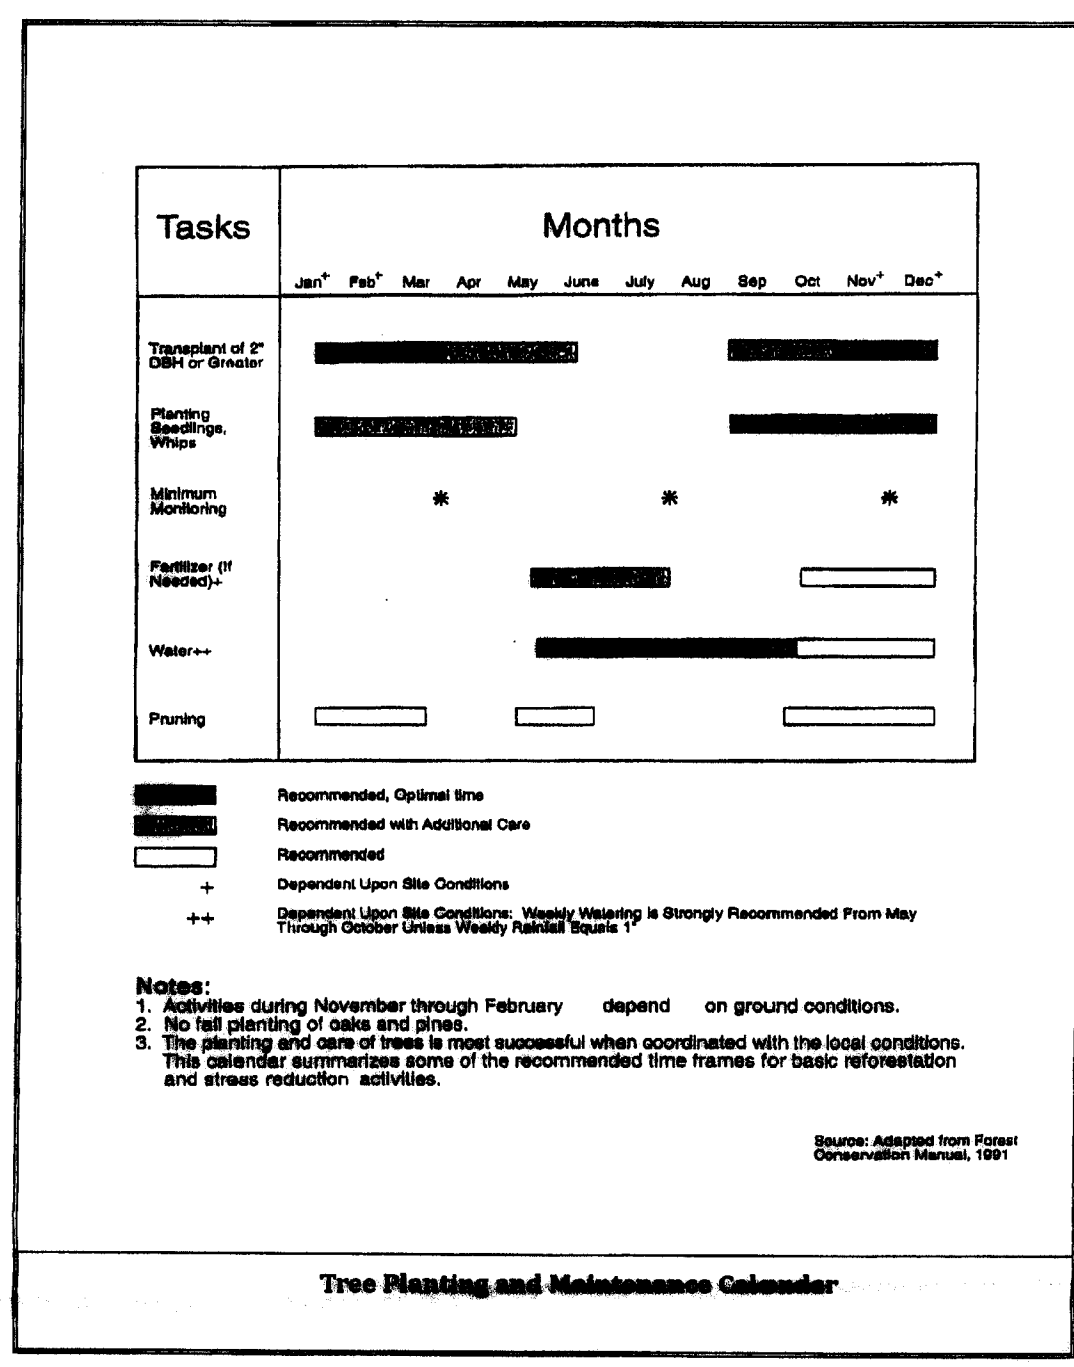 Tasks
Months
Jan+ Feb+ Mar Apr May June July Aug Sep Oct Nov+ Dec+
Transplant of 2"
DBH or Greater
Planting
Seedlings,
Whips
Minimum
Monitoring
* * *
Fertilizer (If
Needed)+
Water++
Pruning
Recommended, Optimal time
Recommended with Additional Care
Recommended
+ Dependent Upon Site Conditions
++ Dependent Upon Site Conditions: Weekly Watering is Strongly Recommended From May
Through October Unless Weekly Rainfall Equals 1"
Notes:
1. Activities during November through February depend on ground conditions.
2. No fall planting of oaks and pines.
3. The planting and care of trees is most successful when coordinated with the local conditions.
This calendar summarizes some of the recommended time frames for basic reforestation
and stress reduction activities.
Source: Adapted from Forest
Conservation Manual, 1991
Tree Planting and Maintenance Calendar